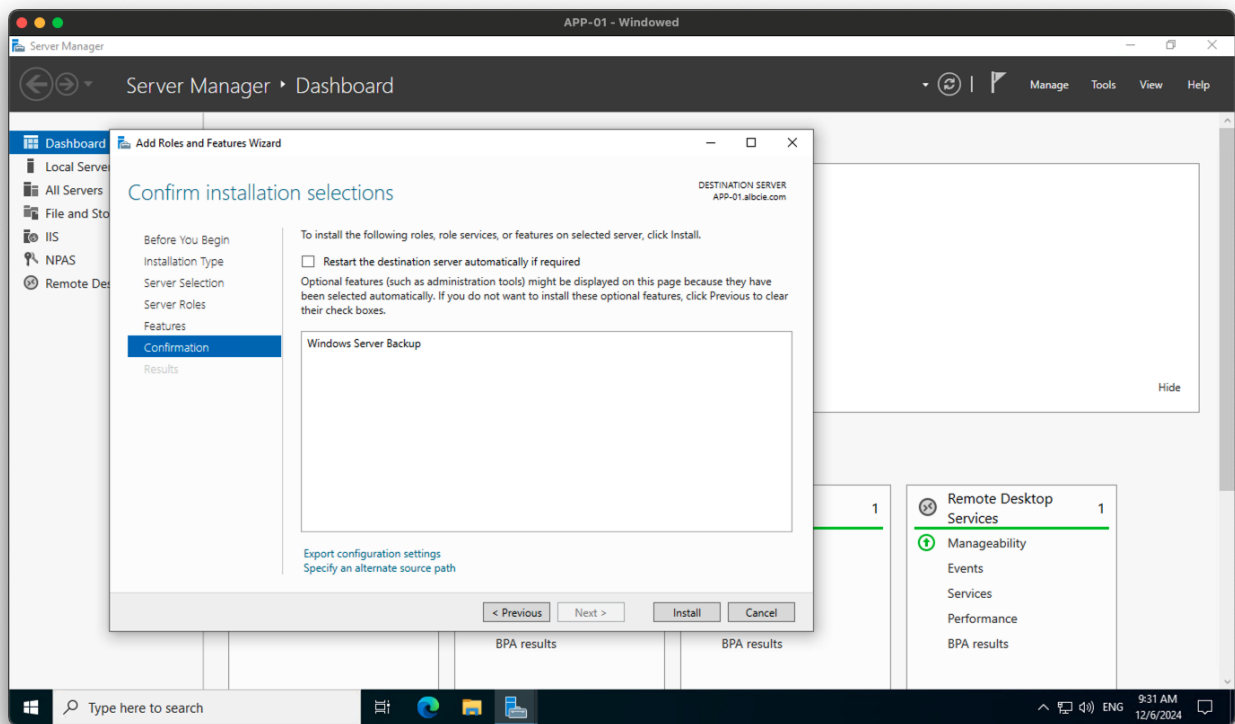 APP-01 - Windowed
Server Manager
Server Manager ‣ Dashboard
Manage
Tools
View
Help
Dashboard
Local Server
All Servers
File and Sto
IIS
NPAS
Remote Des
Add Roles and Features Wizard
Confirm installation selections
DESTINATION SERVER
APP-01.albcie.com
Before You Begin
Installation Type
Server Selection
Server Roles
Features
Confirmation
Results
To install the following roles, role services, or features on selected server, click Install.
Restart the destination server automatically if required
Optional features (such as administration tools) might be displayed on this page because they have
been selected automatically. If you do not want to install these optional features, click Previous to clear
their check boxes.
Windows Server Backup
Export configuration settings
Specify an alternate source path
< Previous
Next >
Install
Cancel
Hide
1
Remote Desktop
Services
1
Manageability
Events
Services
Performance
BPA results
BPA results
BPA results
Type here to search
ENG
9:31 AM
12/6/2024